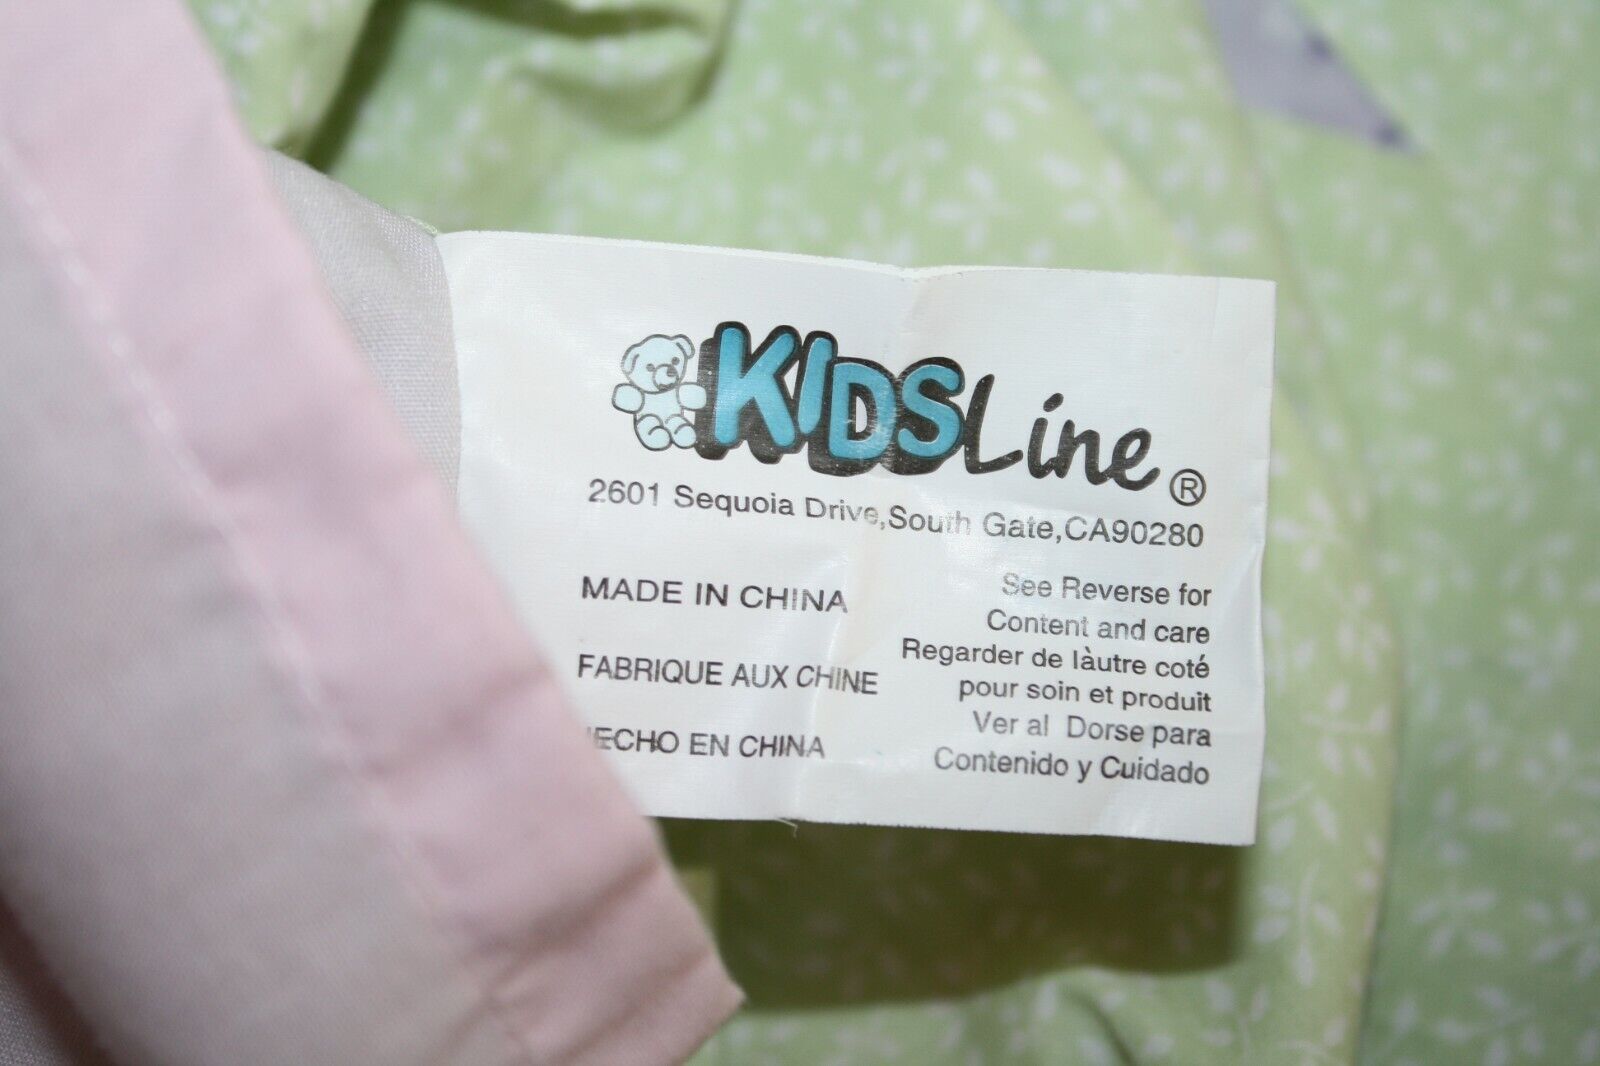 KIDSLine ®
2601 Sequoia Drive,South Gate,CA90280
MADE IN CHINA
FABRIQUE AUX CHINE
HECHO EN CHINA
See Reverse for
Content and care
Regarder de làutre coté
pour soin et produit
Ver al Dorse para
Contenido y Cuidado